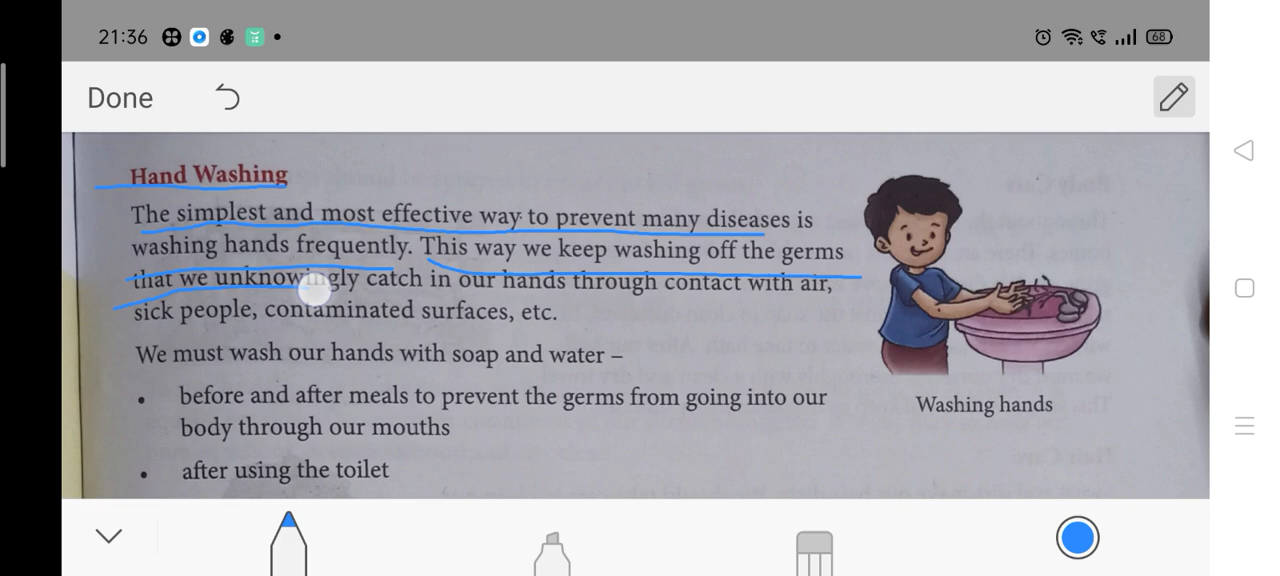 21:36
68
Done
Hand Washing
The simplest and most effective way to prevent many diseases is
washing hands frequently. This way we keep washing off the germs
that we unknowingly catch in our hands through contact with air,
sick people, contaminated surfaces, etc.
We must wash our hands with soap and water –
• before and after meals to prevent the germs from going into our
body through our mouths
Washing hands
• after using the toilet